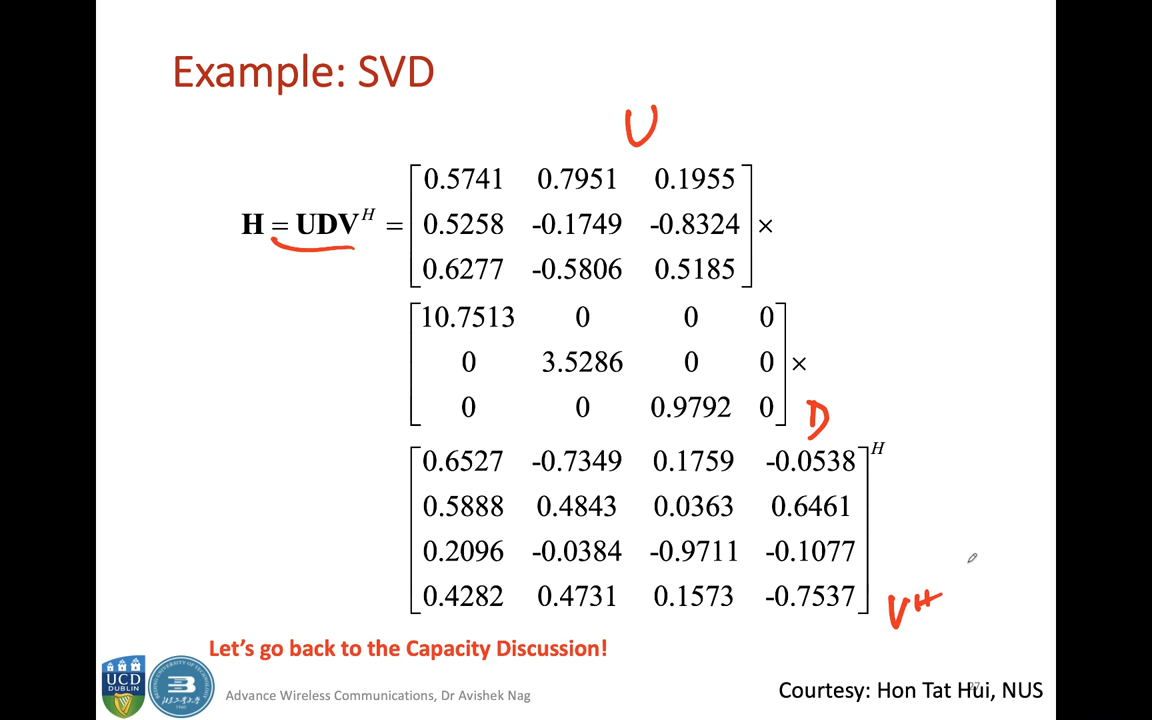 Example: SVD
U
0.5741 0.7951 0.1955
H = UDV^H = 0.5258 -0.1749 -0.8324 ×
0.6277 -0.5806 0.5185
10.7513 0 0 0
0 3.5286 0 0 ×
0 0 0.9792 0
D
0.6527 -0.7349 0.1759 -0.0538 H
0.5888 0.4843 0.0363 0.6461
0.2096 -0.0384 -0.9711 -0.1077
0.4282 0.4731 0.1573 -0.7537
V^H
Let's go back to the Capacity Discussion!
UCD
DUBLIN
Advance Wireless Communications, Dr Avishek Nag
Courtesy: Hon Tat Hui, NUS